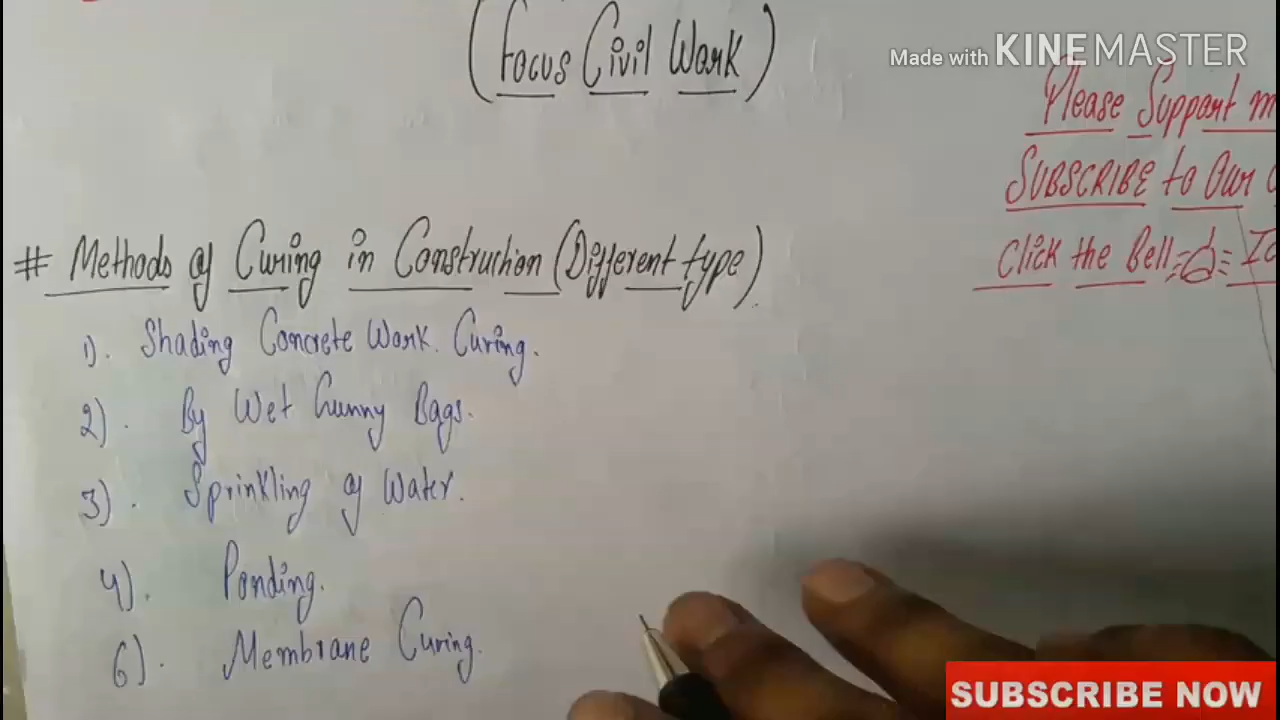 (Focus Civil Work)
Made with KINEMASTER
Please Support m
SUBSCRIBE to Our
Click the Bell
# Methods of Curing in Construction (Different type)
1). Shading Concrete Work. Curing.
2). By Wet Gunny Bags.
3). Sprinkling of Water.
4). Ponding.
6). Membrane Curing.
SUBSCRIBE NOW